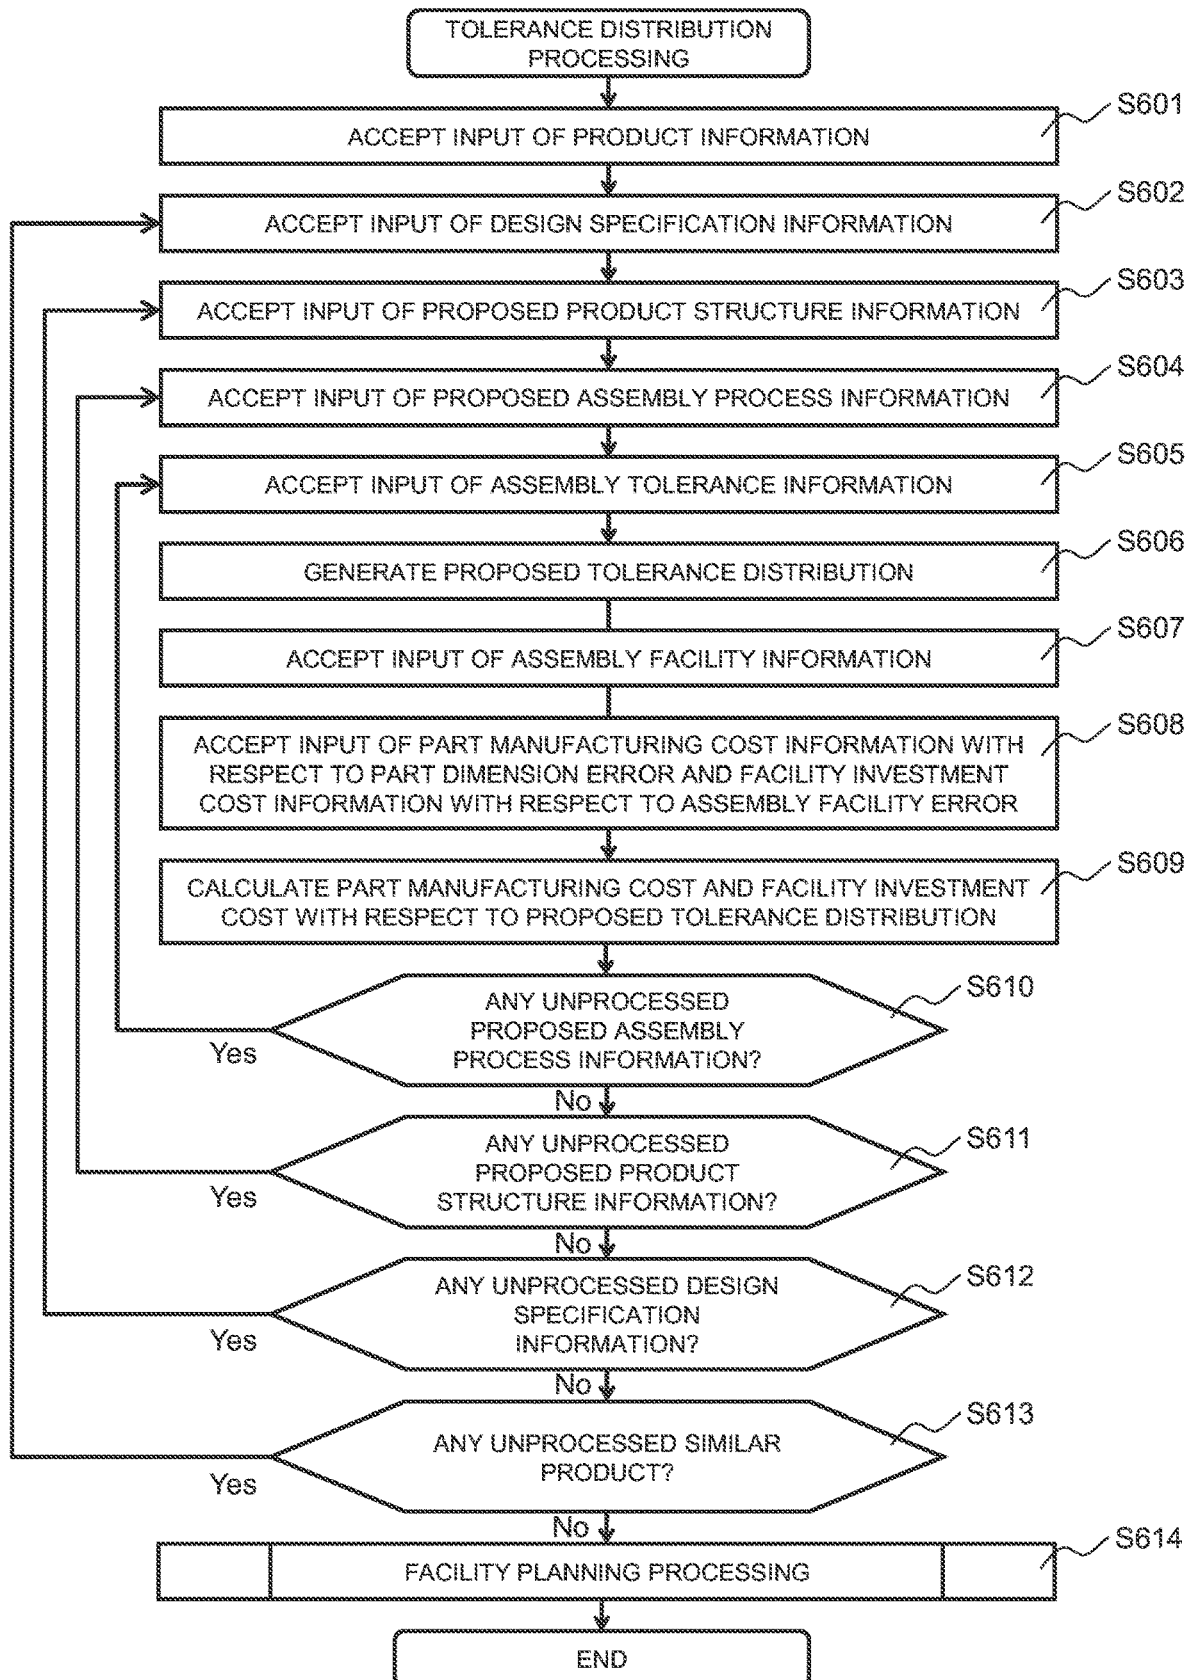 TOLERANCE DISTRIBUTION
PROCESSING
S601
ACCEPT INPUT OF PRODUCT INFORMATION
S602
ACCEPT INPUT OF DESIGN SPECIFICATION INFORMATION
S603
ACCEPT INPUT OF PROPOSED PRODUCT STRUCTURE INFORMATION
S604
ACCEPT INPUT OF PROPOSED ASSEMBLY PROCESS INFORMATION
S605
ACCEPT INPUT OF ASSEMBLY TOLERANCE INFORMATION
S606
GENERATE PROPOSED TOLERANCE DISTRIBUTION
S607
ACCEPT INPUT OF ASSEMBLY FACILITY INFORMATION
S608
ACCEPT INPUT OF PART MANUFACTURING COST INFORMATION WITH
RESPECT TO PART DIMENSION ERROR AND FACILITY INVESTMENT
COST INFORMATION WITH RESPECT TO ASSEMBLY FACILITY ERROR
S609
CALCULATE PART MANUFACTURING COST AND FACILITY INVESTMENT
COST WITH RESPECT TO PROPOSED TOLERANCE DISTRIBUTION
S610
ANY UNPROCESSED
PROPOSED ASSEMBLY
PROCESS INFORMATION?
Yes
No
S611
ANY UNPROCESSED
PROPOSED PRODUCT
STRUCTURE INFORMATION?
Yes
No
S612
ANY UNPROCESSED DESIGN
SPECIFICATION
INFORMATION?
Yes
No
S613
ANY UNPROCESSED SIMILAR
PRODUCT?
Yes
No
S614
FACILITY PLANNING PROCESSING
END